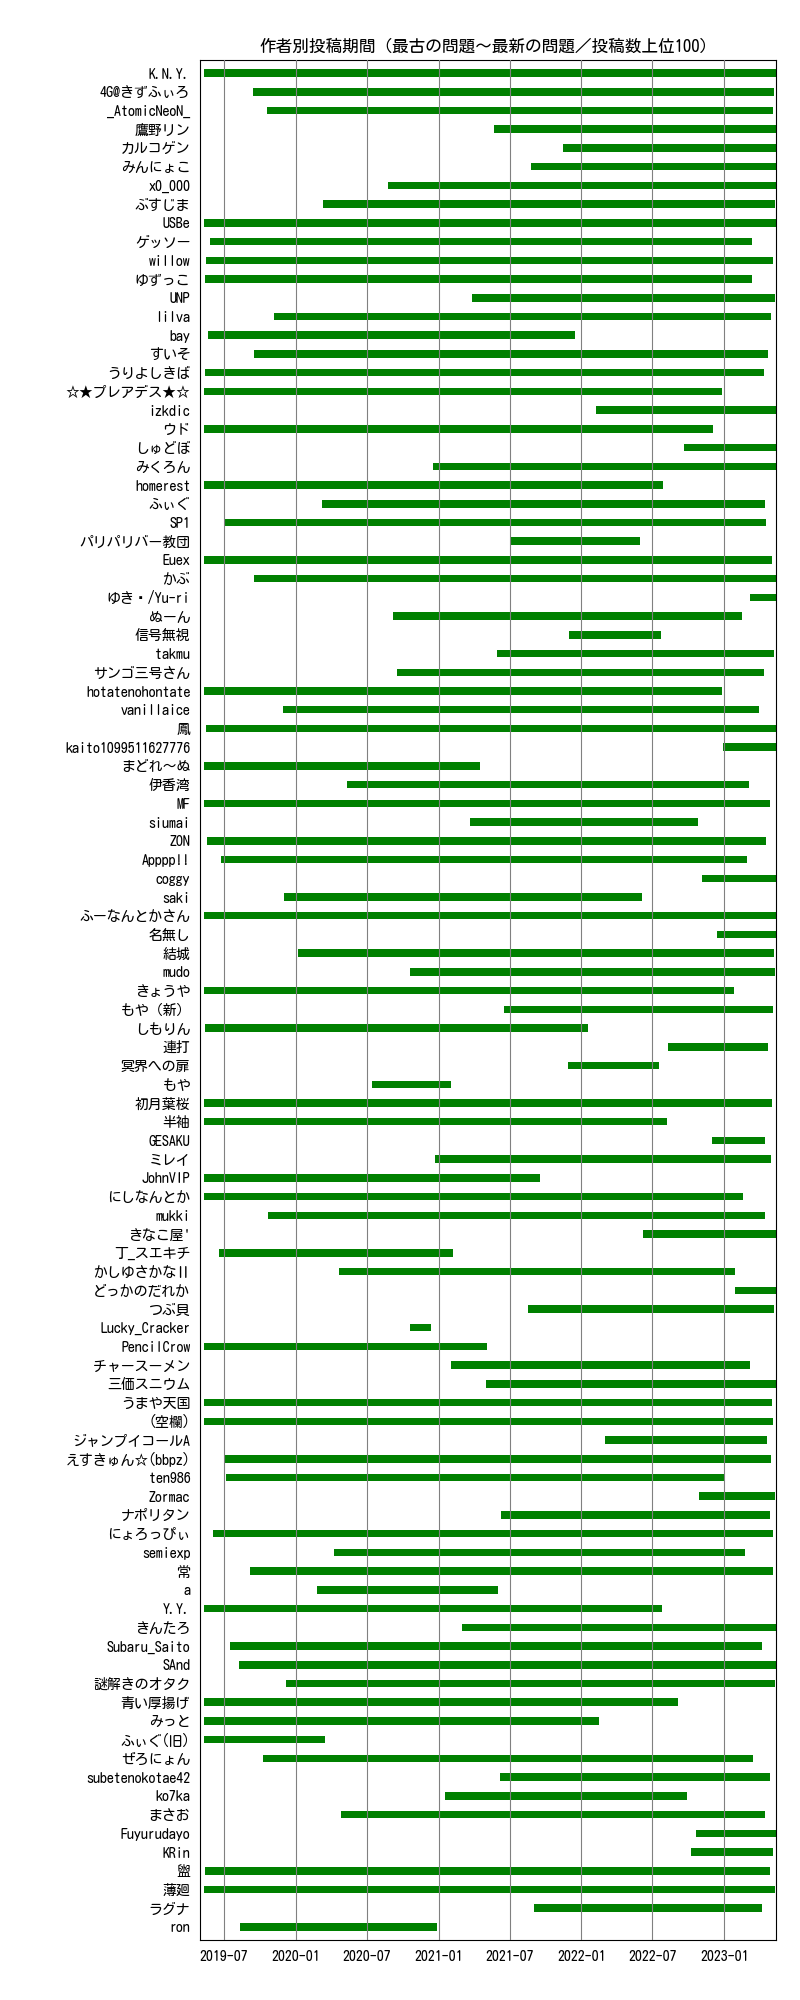 作者別投稿期間（最古の問題～最新の問題／投稿数上位100）
K.N.Y.
4G@きずふぃろ
_AtomicNeoN_
鷹野リン
カルコゲン
みんにょこ
x0_000
ぶすじま
USBe
ゲッソー
willow
ゆずっこ
UNP
lilva
bay
すいそ
うりよしきば
☆★プレアデス★☆
izkdic
ウド
しゅどぼ
みくろん
homerest
ふぃぐ
SP1
パリパリバー教団
Euex
かぶ
ゆき・/Yu-ri
ぬーん
信号無視
takmu
サンゴ三号さん
hotatenohontate
vanillaice
鳳
kaito1099511627776
まどれ～ぬ
伊香湾
MF
siumai
ZON
Appppll
coggy
saki
ふーなんとかさん
名無し
結城
mudo
きょうや
もや（新）
しもりん
連打
冥界への扉
もや
初月葉桜
半袖
GESAKU
ミレイ
JohnVIP
にしなんとか
mukki
きなこ屋'
丁_スエキチ
かしゆさかな||
どっかのだれか
つぶ貝
Lucky_Cracker
PencilCrow
チャースーメン
三価スニウム
うまや天国
(空欄)
ジャンプイコールA
えすきゅん☆(bbpz)
ten986
Zormac
ナポリタン
にょろっぴぃ
semiexp
常
a
Y.Y.
きんたろ
Subaru_Saito
SAnd
謎解きのオタク
青い厚揚げ
みっと
ふぃぐ(旧)
ぜろにょん
subetenokotae42
ko7ka
まさお
Fuyurudayo
KRin
盥
薄廻
ラグナ
ron
2019-07 2020-01 2020-07 2021-01 2021-07 2022-01 2022-07 2023-01